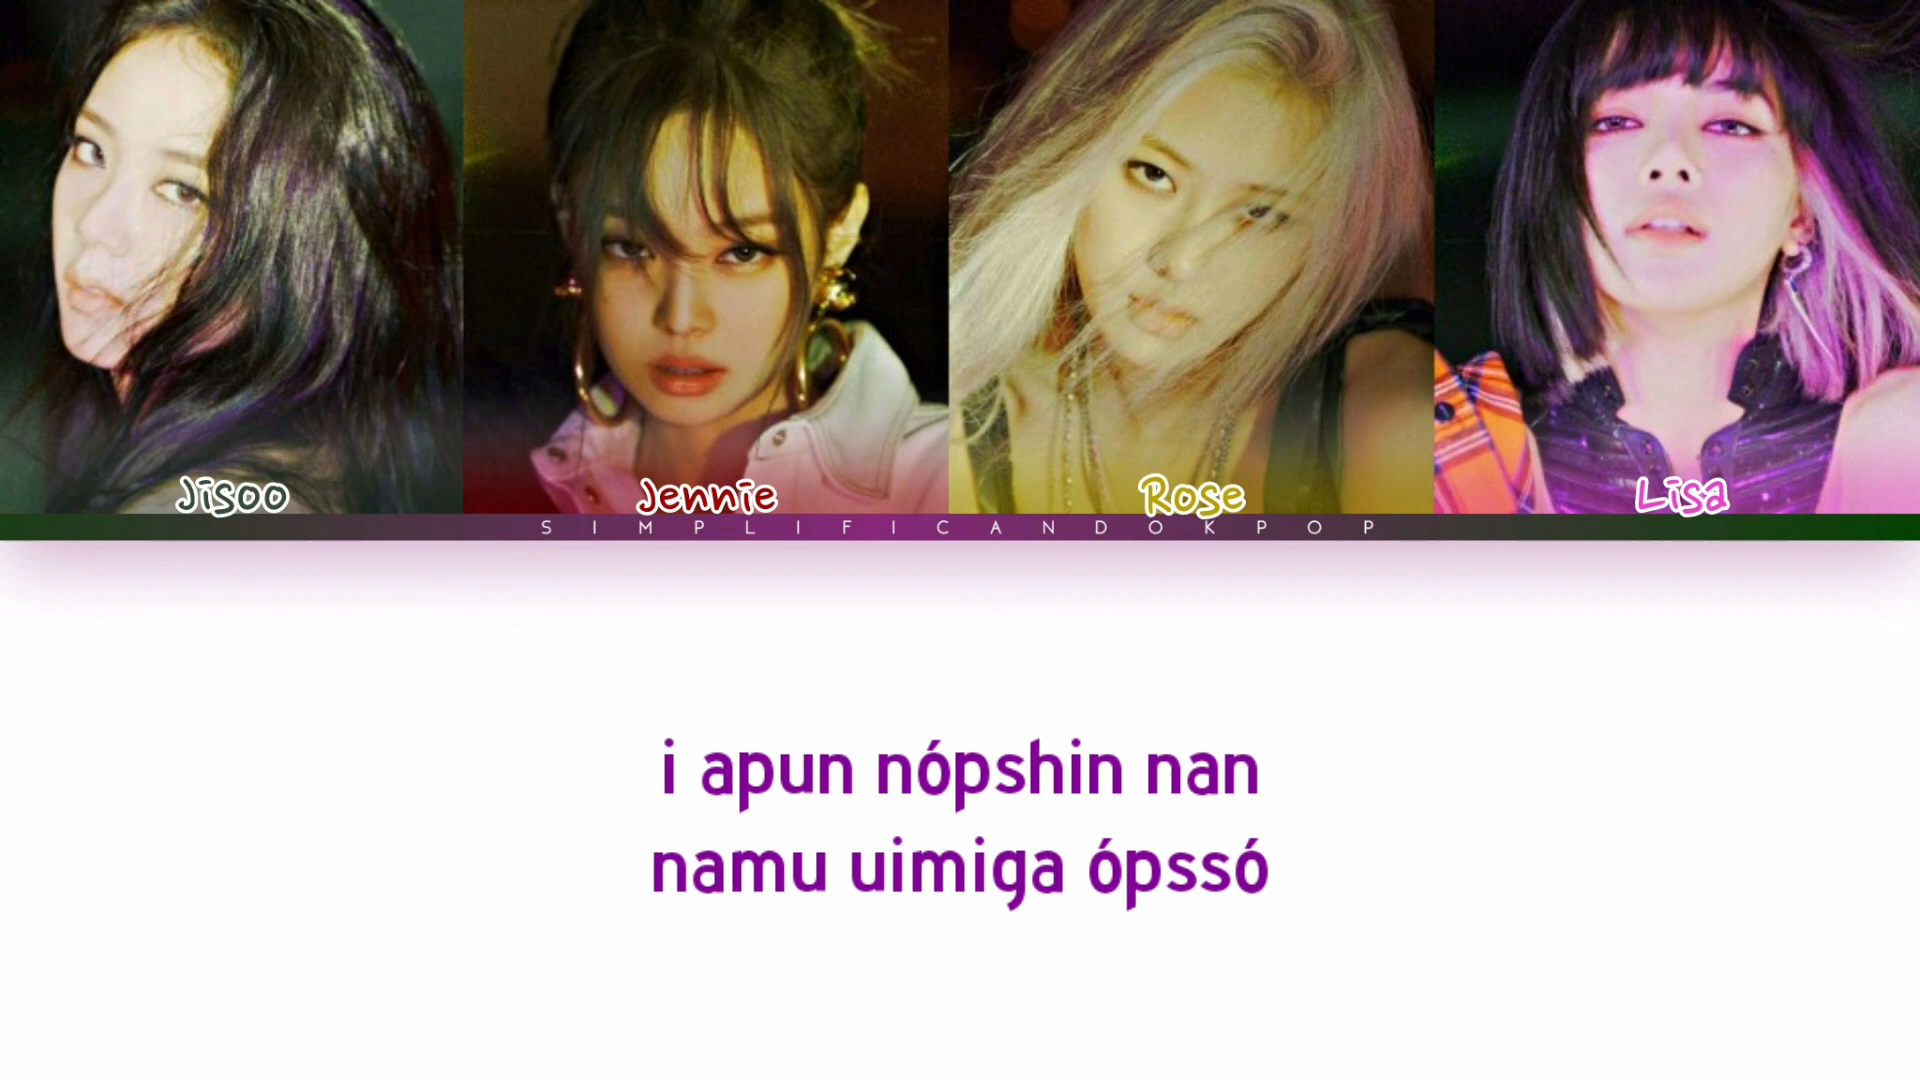 Jisoo Jennie Rose Lisa
SIMPLIFICANDOKPOP
i apun nópshin nan
namu uimiga ópssó